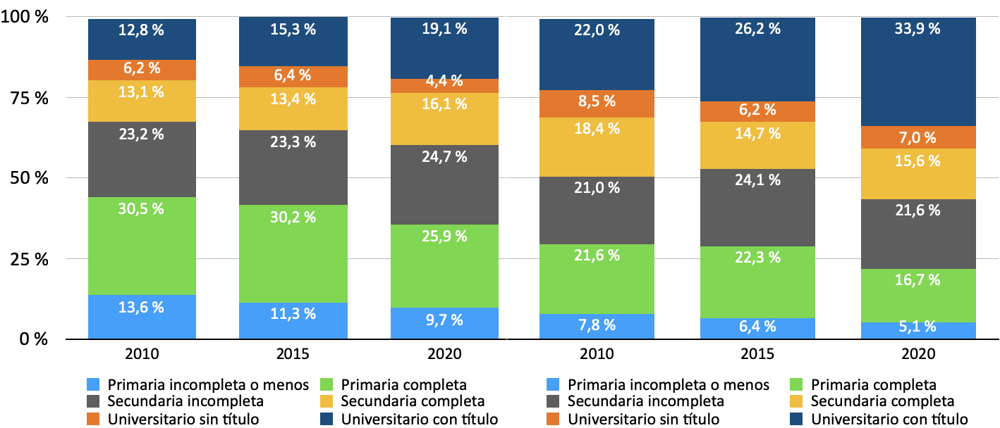 100 %
75 %
50 %
25 %
0 %
12,8 % 15,3 % 19,1 % 22,0 % 26,2 % 33,9 %
6,2 % 6,4 % 4,4 % 8,5 % 6,2 % 7,0 %
13,1 % 13,4 % 16,1 % 18,4 % 14,7 % 15,6 %
23,2 % 23,3 % 24,7 % 21,0 % 24,1 % 21,6 %
30,5 % 30,2 % 25,9 % 21,6 % 22,3 % 16,7 %
13,6 % 11,3 % 9,7 % 7,8 % 6,4 % 5,1 %
2010 2015 2020 2010 2015 2020
Primaria incompleta o menos Primaria completa
Secundaria incompleta Secundaria completa
Universitario sin título Universitario con título
Primaria incompleta o menos Primaria completa
Secundaria incompleta Secundaria completa
Universitario sin título Universitario con título